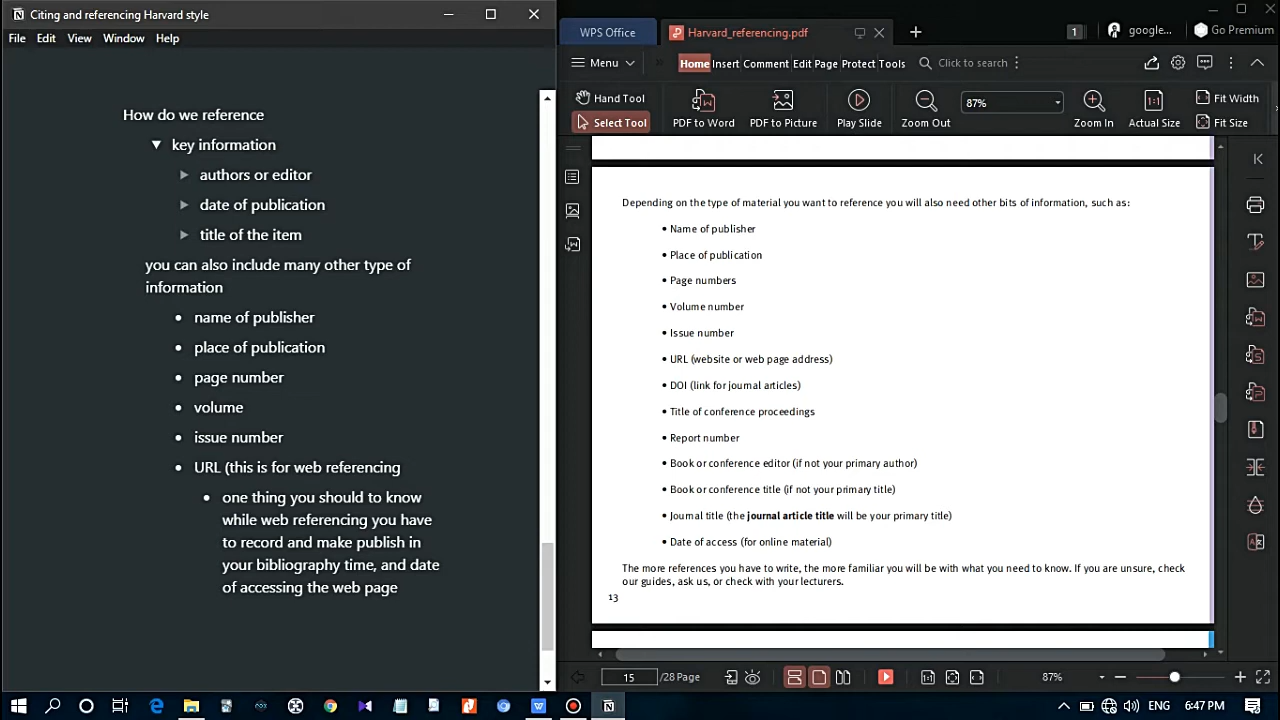 Citing and referencing Harvard style
File Edit View Window Help
How do we reference
key information
authors or editor
date of publication
title of the item
you can also include many other type of
information
name of publisher
place of publication
page number
volume
issue number
URL (this is for web referencing
one thing you should to know
while web referencing you have
to record and make publish in
your bibliography time, and date
of accessing the web page
WPS Office Harvard_referencing.pdf 1 google... Go Premium
Menu Home Insert Comment Edit Page Protect Tools Click to search
Hand Tool 87% Fit Width
Select Tool PDF to Word PDF to Picture Play Slide Zoom Out Zoom In Actual Size Fit Size
Depending on the type of material you want to reference you will also need other bits of information, such as:
• Name of publisher
• Place of publication
• Page numbers
• Volume number
• Issue number
• URL (website or web page address)
• DOI (link for journal articles)
• Title of conference proceedings
• Report number
• Book or conference editor (if not your primary author)
• Book or conference title (if not your primary title)
• Journal title (the journal article title will be your primary title)
• Date of access (for online material)
The more references you have to write, the more familiar you will be with what you need to know. If you are unsure, check
our guides, ask us, or check with your lecturers.
13
15 /28 Page 87%
ENG 6:47 PM